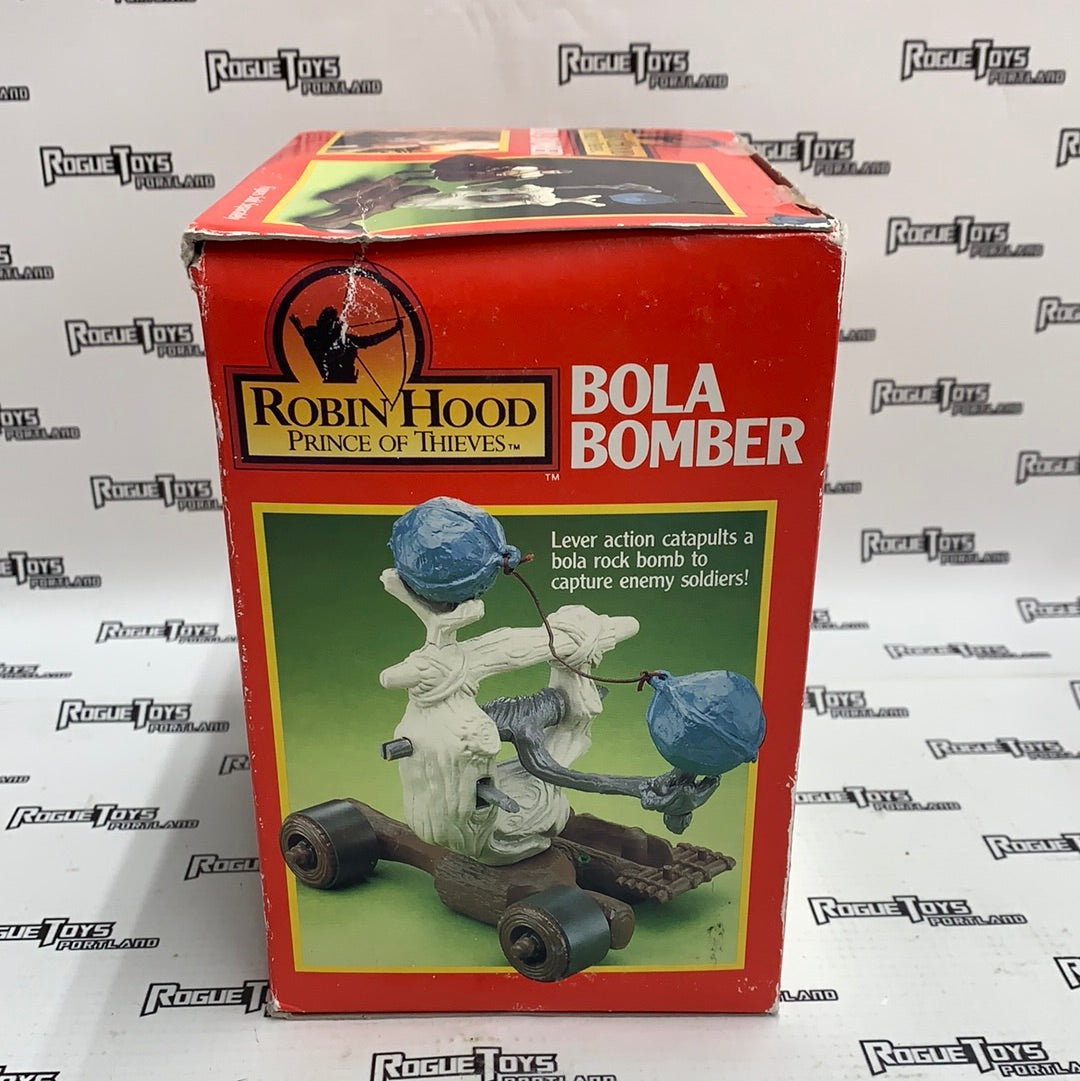 ROBIN HOOD
PRINCE OF THIEVES™
™
BOLA
BOMBER
Lever action catapults a
bola rock bomb to
capture enemy soldiers!
ROGUE TOYS
PORTLAND